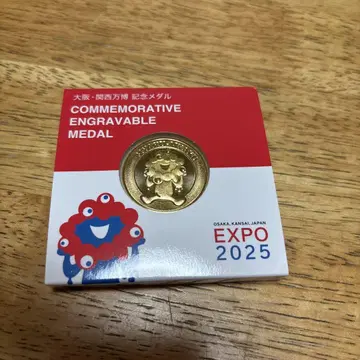 大阪・関西万博 記念メダル
COMMEMORATIVE
ENGRAVABLE
MEDAL
OSAKA, KANSAI, JAPAN
EXPO
2025